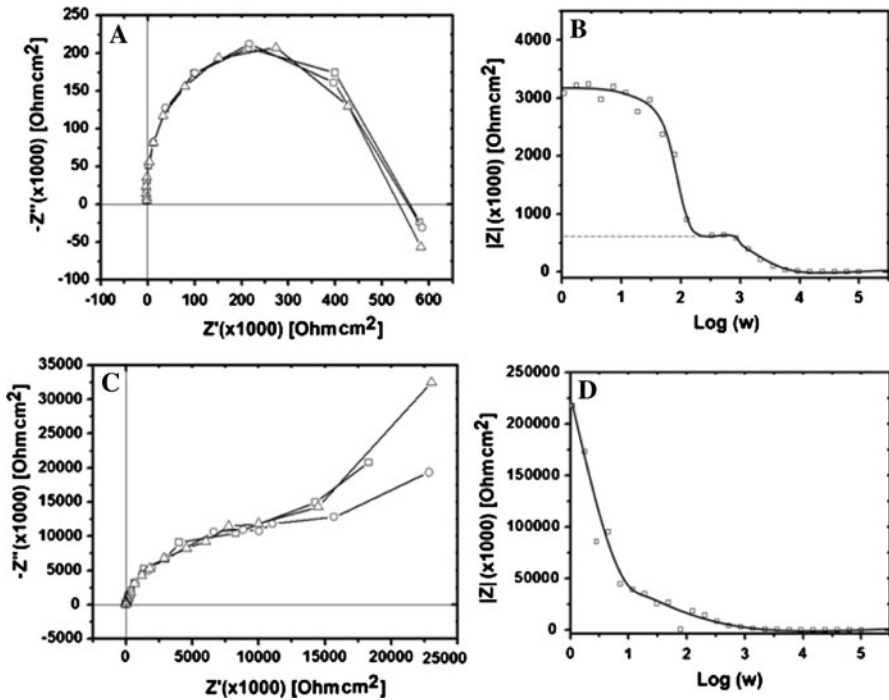 A
250
200
150
100
50
0
-50
-100
-Z''(x1000) [Ohmcm²]
-100 0 100 200 300 400 500 600
Z'(x1000) [Ohmcm²]
B
4000
3000
2000
1000
0
|Z| (x1000) [Ohmcm²]
0 1 2 3 4 5
Log (w)
C
35000
30000
25000
20000
15000
10000
5000
0
-5000
-Z''(x1000) [Ohmcm²]
0 5000 10000 15000 20000 25000
Z'(x1000) [Ohmcm²]
D
250000
200000
150000
100000
50000
0
|Z| (x1000) [Ohmcm²]
0 1 2 3 4 5
Log (w)